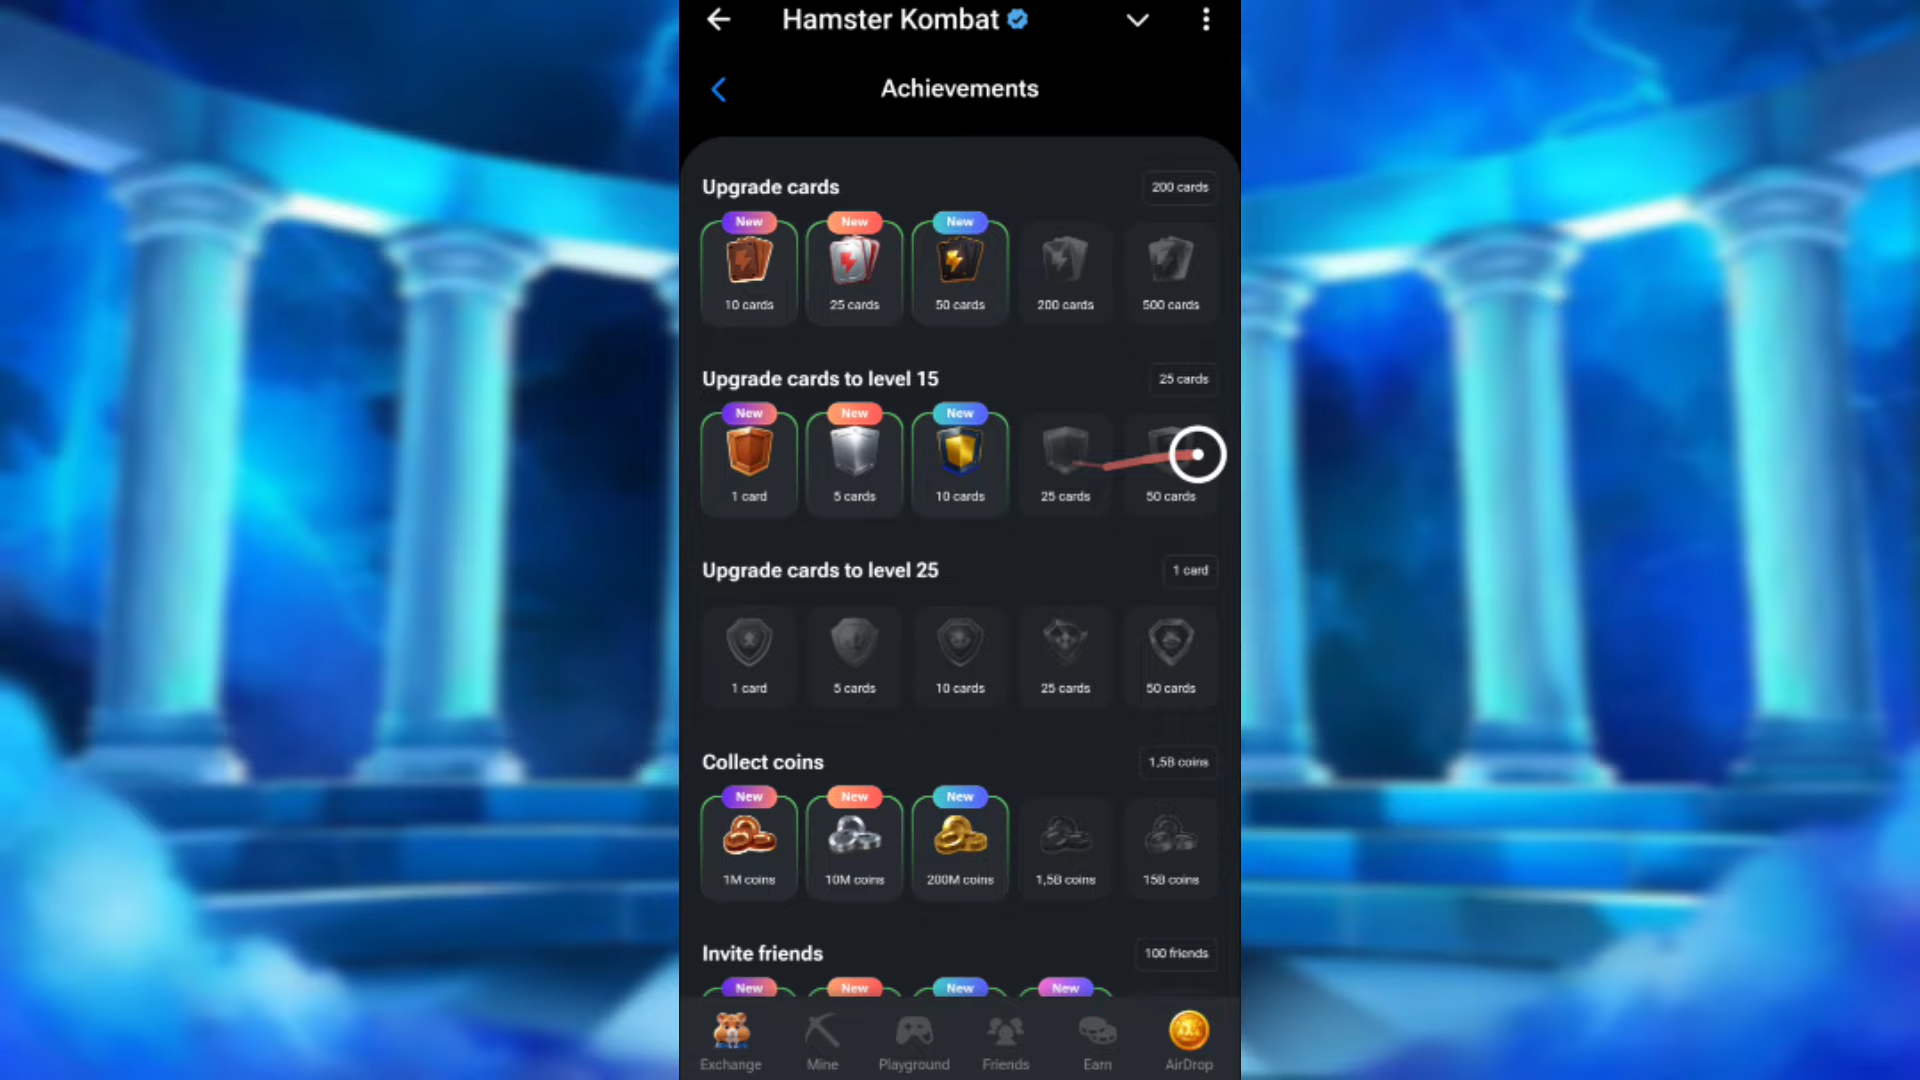 Hamster Kombat
Achievements
Upgrade cards
200 cards
New
New
New
10 cards
25 cards
50 cards
200 cards
500 cards
Upgrade cards to level 15
25 cards
New
New
New
1 card
5 cards
10 cards
25 cards
50 cards
Upgrade cards to level 25
1 card
1 card
5 cards
10 cards
25 cards
50 cards
Collect coins
1,5B coins
New
New
New
1M coins
10M coins
200M coins
1,5B coins
15B coins
Invite friends
100 friends
New
New
New
New
Exchange
Mine
Playground
Friends
Earn
AirDrop